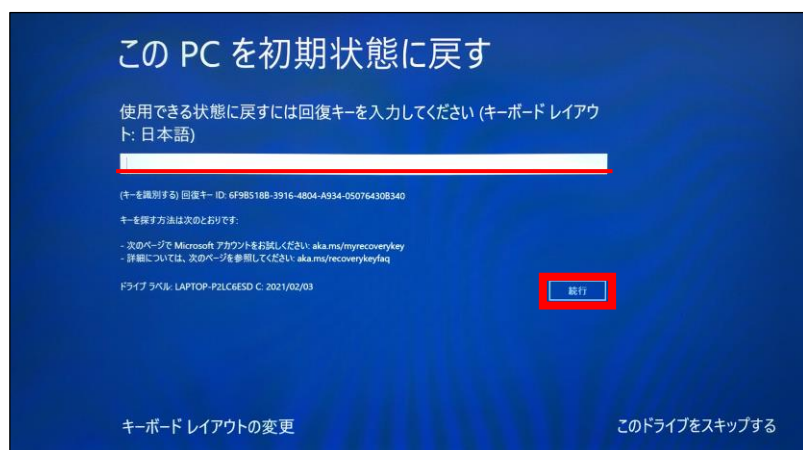 この PC を初期状態に戻す
使用できる状態に戻すには回復キーを入力してください (キーボード レイアウ
ト: 日本語)
(キーを識別する) 回復キー ID: 6F9B518B-3916-4804-A934-05076430B340
キーを探す方法は次のとおりです:
- 次のページで Microsoft アカウントをお試しください: aka.ms/myrecoverykey
- 詳細については、次のページを参照してください: aka.ms/recoverykeyfaq
ドライブ ラベル: LAPTOP-P2LC6ESD C: 2021/02/03
続行
キーボード レイアウトの変更
このドライブをスキップする